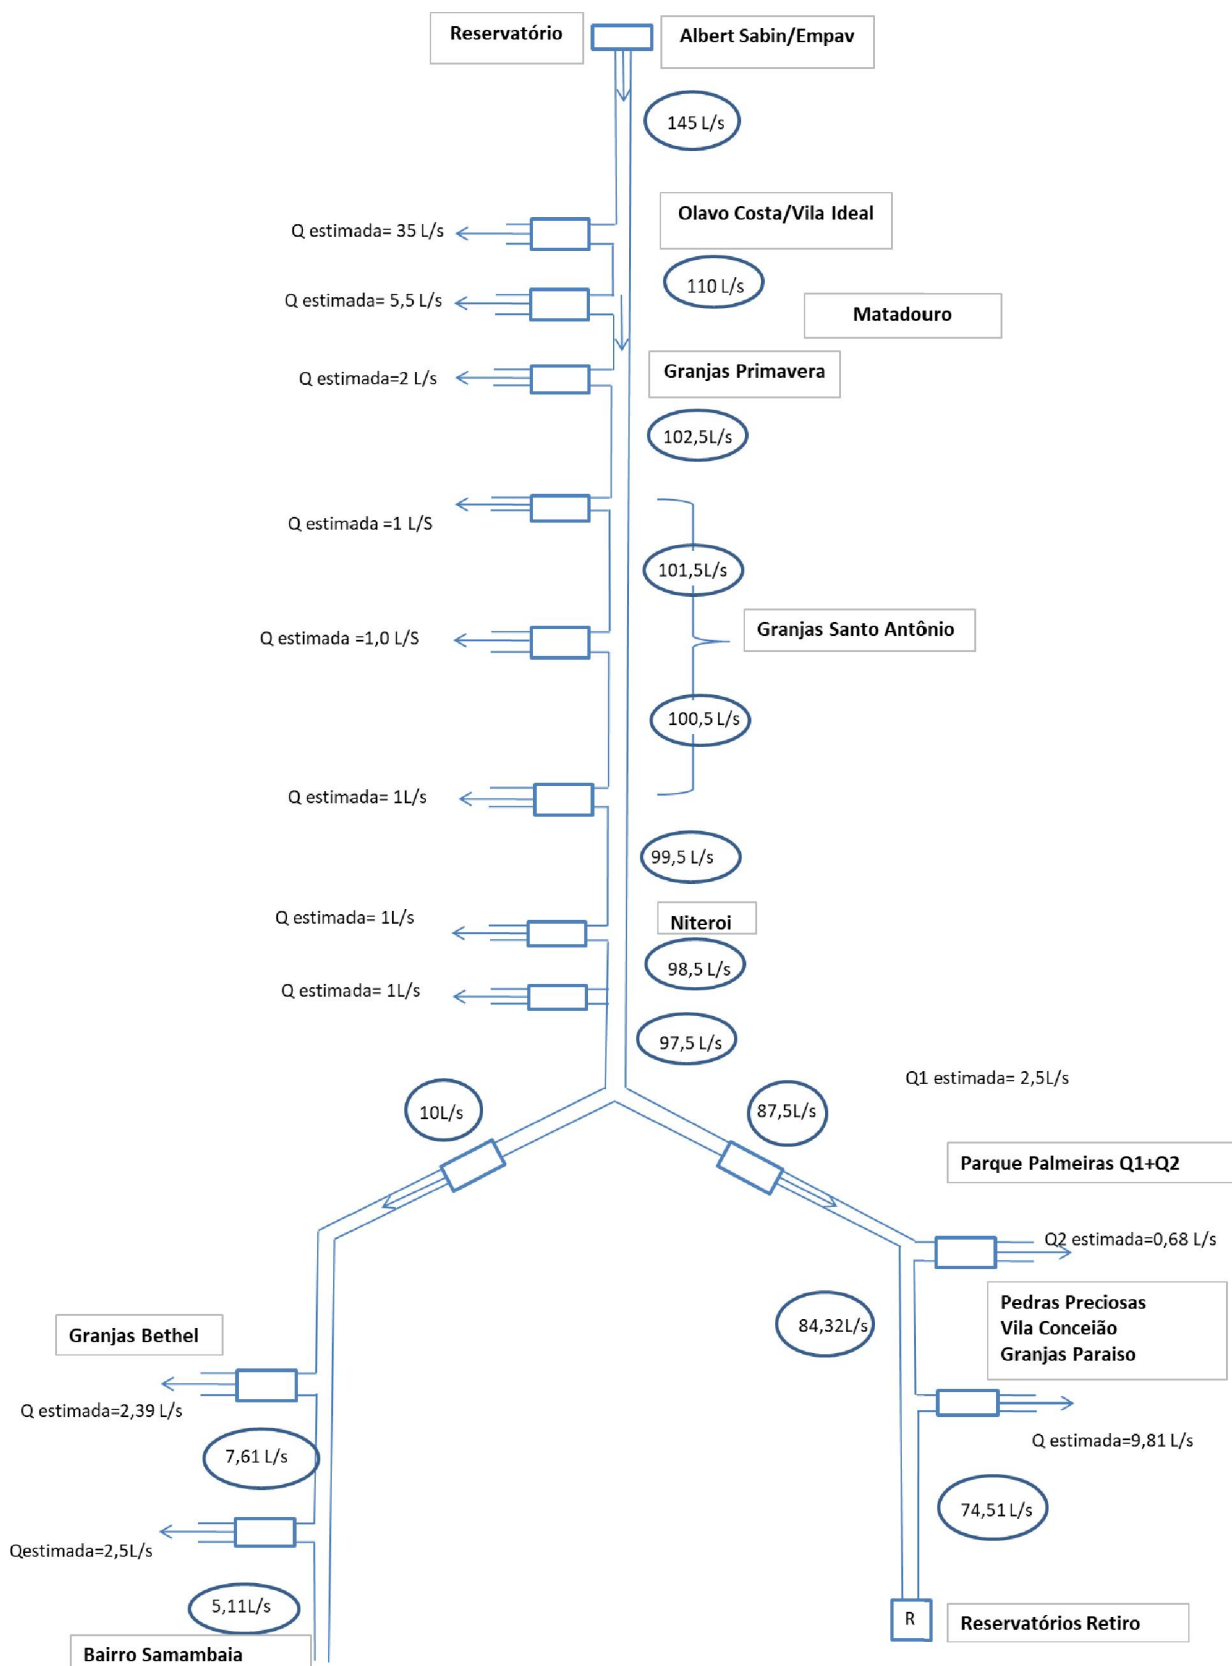 Reservatório
Albert Sabin/Empav
145 L/s
Olavo Costa/Vila Ideal
Q estimada= 35 L/s
110 L/s
Q estimada= 5,5 L/s
Matadouro
Granjas Primavera
Q estimada=2 L/s
102,5L/s
Q estimada =1 L/S
101,5L/s
Granjas Santo Antônio
Q estimada =1,0 L/S
100,5 L/s
Q estimada= 1L/s
99,5 L/s
Q estimada= 1L/s
Niteroi
98,5 L/s
Q estimada= 1L/s
97,5 L/s
Q1 estimada= 2,5L/s
10L/s
87,5L/s
Parque Palmeiras Q1+Q2
Q2 estimada=0,68 L/s
Pedras Preciosas
Vila Conceião
Granjas Paraiso
84,32L/s
Granjas Bethel
Q estimada=2,39 L/s
Q estimada=9,81 L/s
7,61 L/s
74,51 L/s
Qestimada=2,5L/s
5,11L/s
R
Reservatórios Retiro
Bairro Samambaia